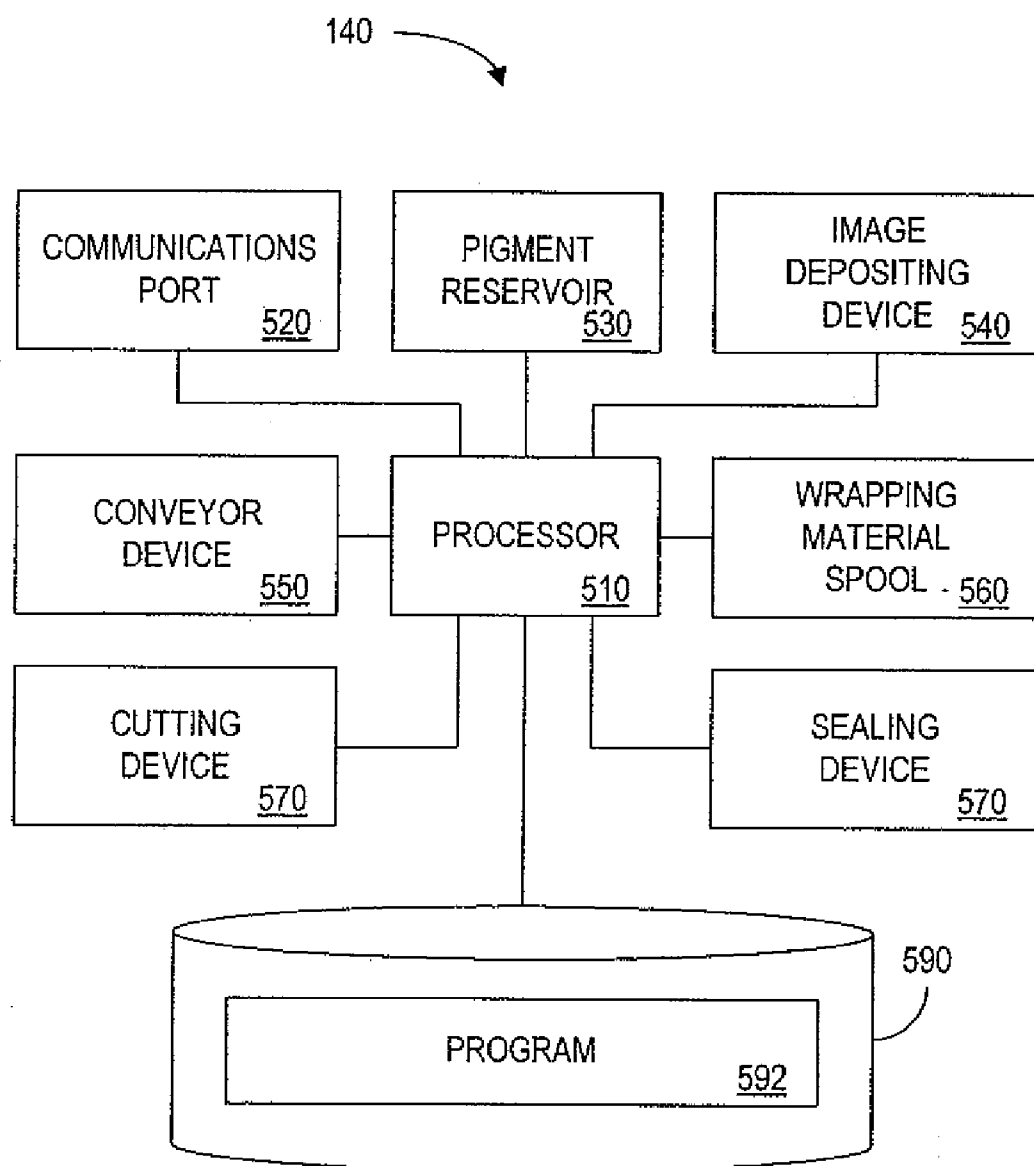 140
COMMUNICATIONS
PORT
520
PIGMENT
RESERVOIR
530
IMAGE
DEPOSITING
DEVICE
540
CONVEYOR
DEVICE
550
PROCESSOR
510
WRAPPING
MATERIAL
SPOOL
560
CUTTING
DEVICE
570
SEALING
DEVICE
570
590
PROGRAM
592